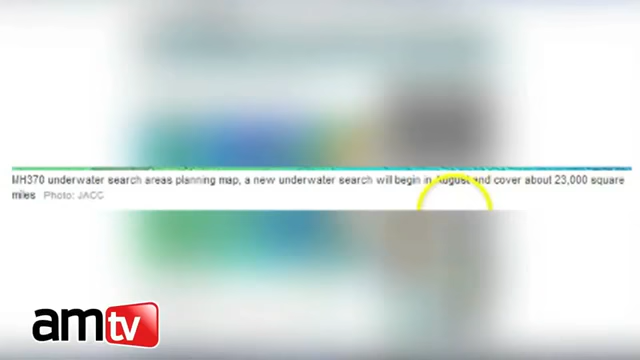 MH370 underwater search areas planning map, a new underwater search will begin in August and cover about 23,000 square
miles Photo: JACC
amtv